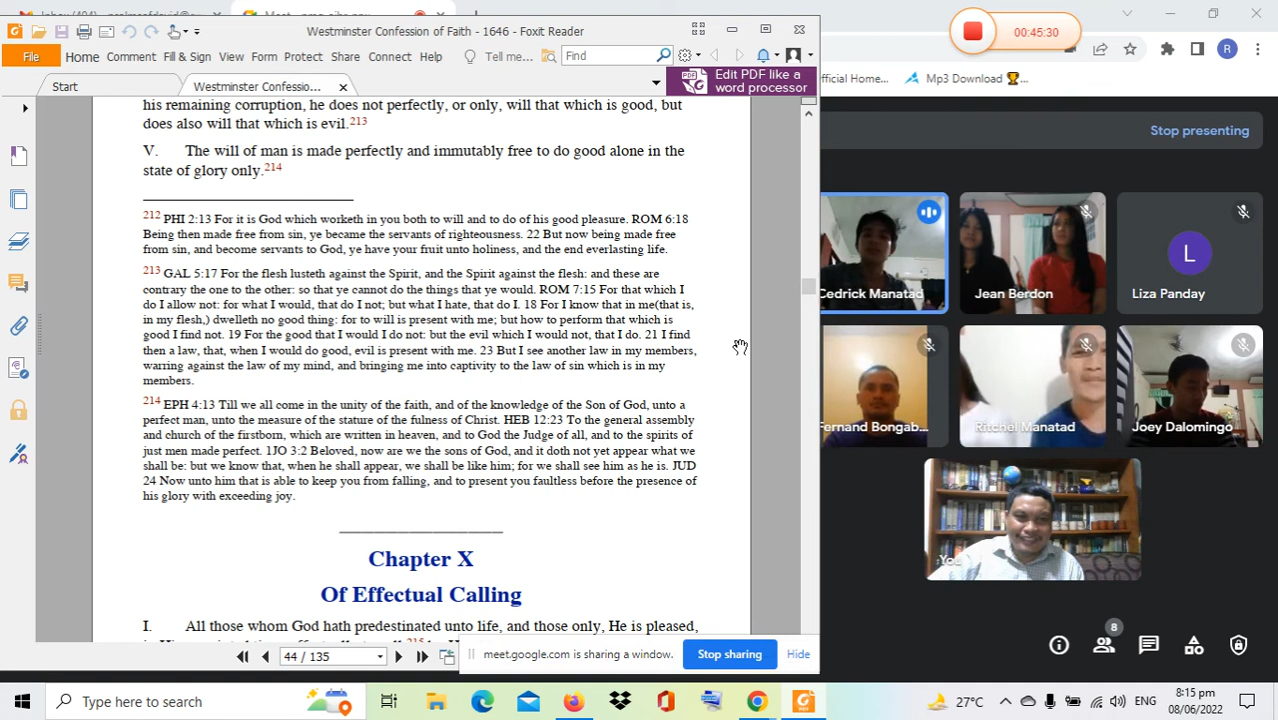 Westminster Confession of Faith - 1646 - Foxit Reader
00:45:30
R
File Home Comment Fill & Sign View Form Protect Share Connect Help Tell me... Find
Start Westminster Confessio... Edit PDF like a
word processor
fficial Home... Mp3 Download
Stop presenting
his remaining corruption, he does not perfectly, or only, will that which is good, but
does also will that which is evil.213
V. The will of man is made perfectly and immutably free to do good alone in the
state of glory only.214
212 PHI 2:13 For it is God which worketh in you both to will and to do of his good pleasure. ROM 6:18
Being then made free from sin, ye became the servants of righteousness. 22 But now being made free
from sin, and become servants to God, ye have your fruit unto holiness, and the end everlasting life.
213 GAL 5:17 For the flesh lusteth against the Spirit, and the Spirit against the flesh: and these are
contrary the one to the other: so that ye cannot do the things that ye would. ROM 7:15 For that which I
do I allow not: for what I would, that do I not; but what I hate, that do I. 18 For I know that in me(that is,
in my flesh,) dwelleth no good thing: for to will is present with me; but how to perform that which is
good I find not. 19 For the good that I would I do not: but the evil which I would not, that I do. 21 I find
then a law, that, when I would do good, evil is present with me. 23 But I see another law in my members,
warring against the law of my mind, and bringing me into captivity to the law of sin which is in my
members.
214 EPH 4:13 Till we all come in the unity of the faith, and of the knowledge of the Son of God, unto a
perfect man, unto the measure of the stature of the fulness of Christ. HEB 12:23 To the general assembly
and church of the firstborn, which are written in heaven, and to God the Judge of all, and to the spirits of
just men made perfect. 1JO 3:2 Beloved, now are we the sons of God, and it doth not yet appear what we
shall be: but we know that, when he shall appear, we shall be like him; for we shall see him as he is. JUD
24 Now unto him that is able to keep you from falling, and to present you faultless before the presence of
his glory with exceeding joy.
Chapter X
Of Effectual Calling
I. All those whom God hath predestinated unto life, and those only, He is pleased,
Cedrick Manatad
Jean Berdon
L
Liza Panday
Fernand Bongab...
Ritchel Manatad
Joey Dalomingo
You
8
44 / 135
meet.google.com is sharing a window. Stop sharing Hide
Type here to search
27°C ENG
8:15 pm
08/06/2022